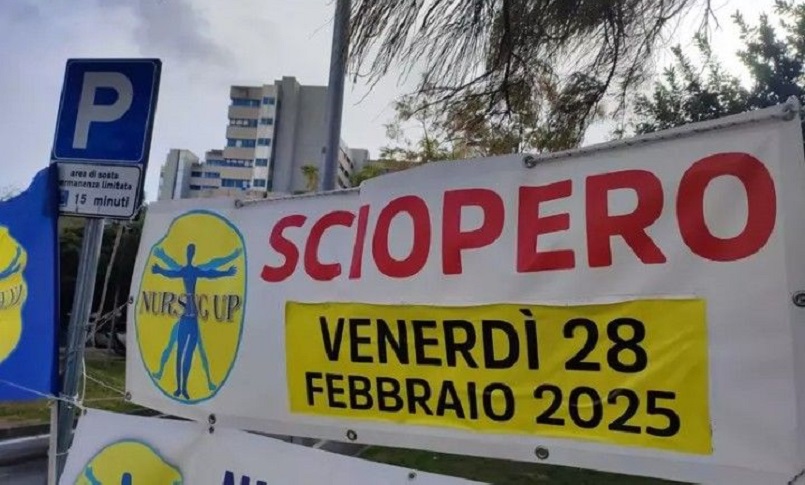 P
area di sosta
permanenza limitata
15 minuti
SCIOPERO
NURSING UP
VENERDÌ 28
FEBBRAIO 2025